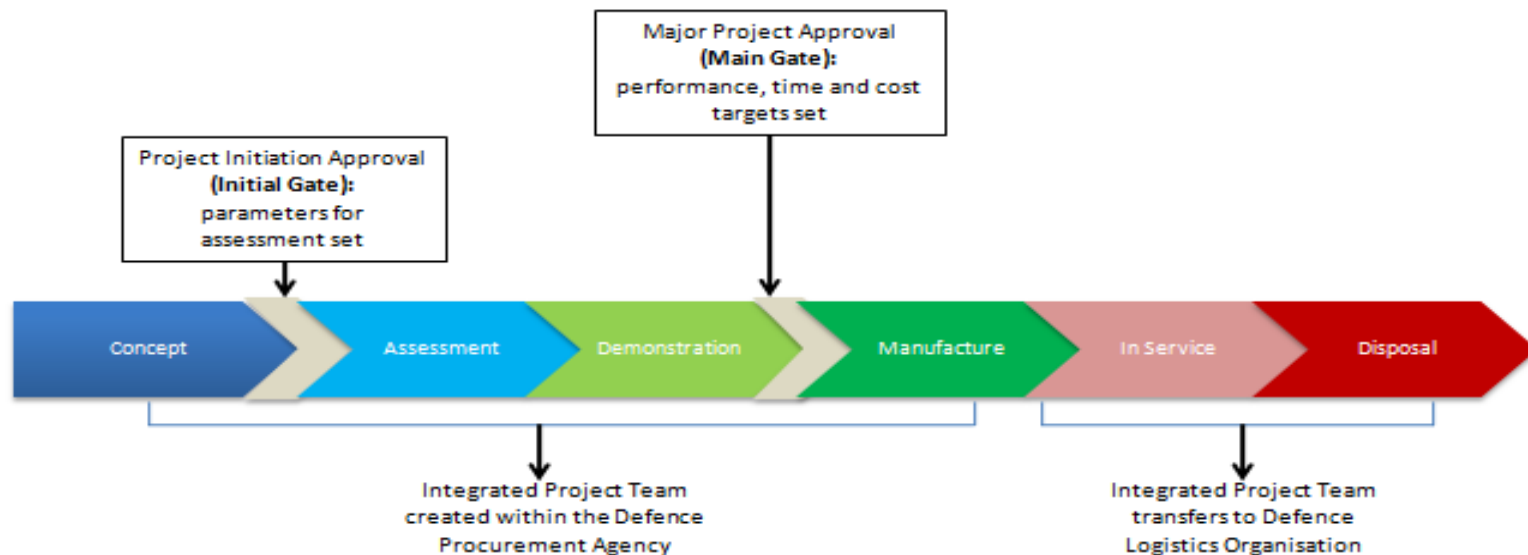 Major Project Approval
(Main Gate):
performance, time and cost
targets set
Project Initiation Approval
(Initial Gate):
parameters for
assessment set
Concept
Assessment
Demonstration
Manufacture
In Service
Disposal
Integrated Project Team
created within the Defence
Procurement Agency
Integrated Project Team
transfers to Defence
Logistics Organisation